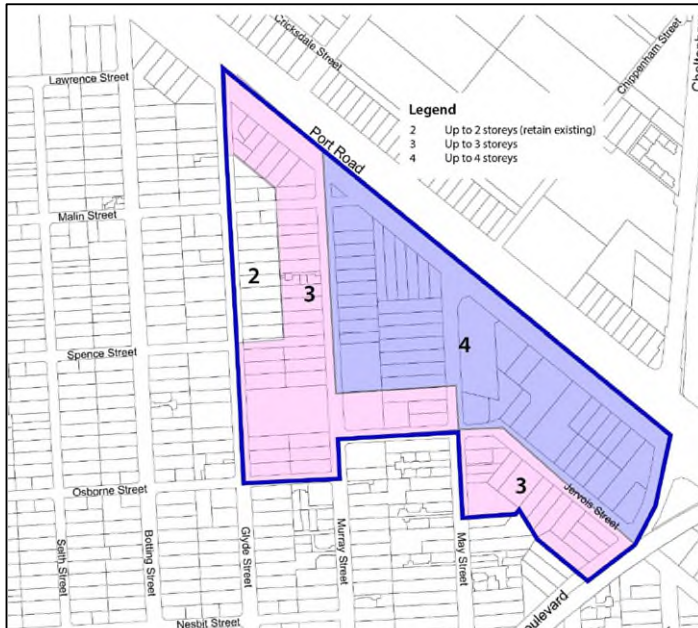 Lawrence Street
Malin Street
Spence Street
Osborne Street
Nesbit Street
Seith Street
Botting Street
Glyde Street
Murray Street
May Street
Jervois Street
oulevard
Port Road
Cricksdale Street
Chippenham Street
Legend
2 Up to 2 storeys (retain existing)
3 Up to 3 storeys
4 Up to 4 storeys
2
3
4
3